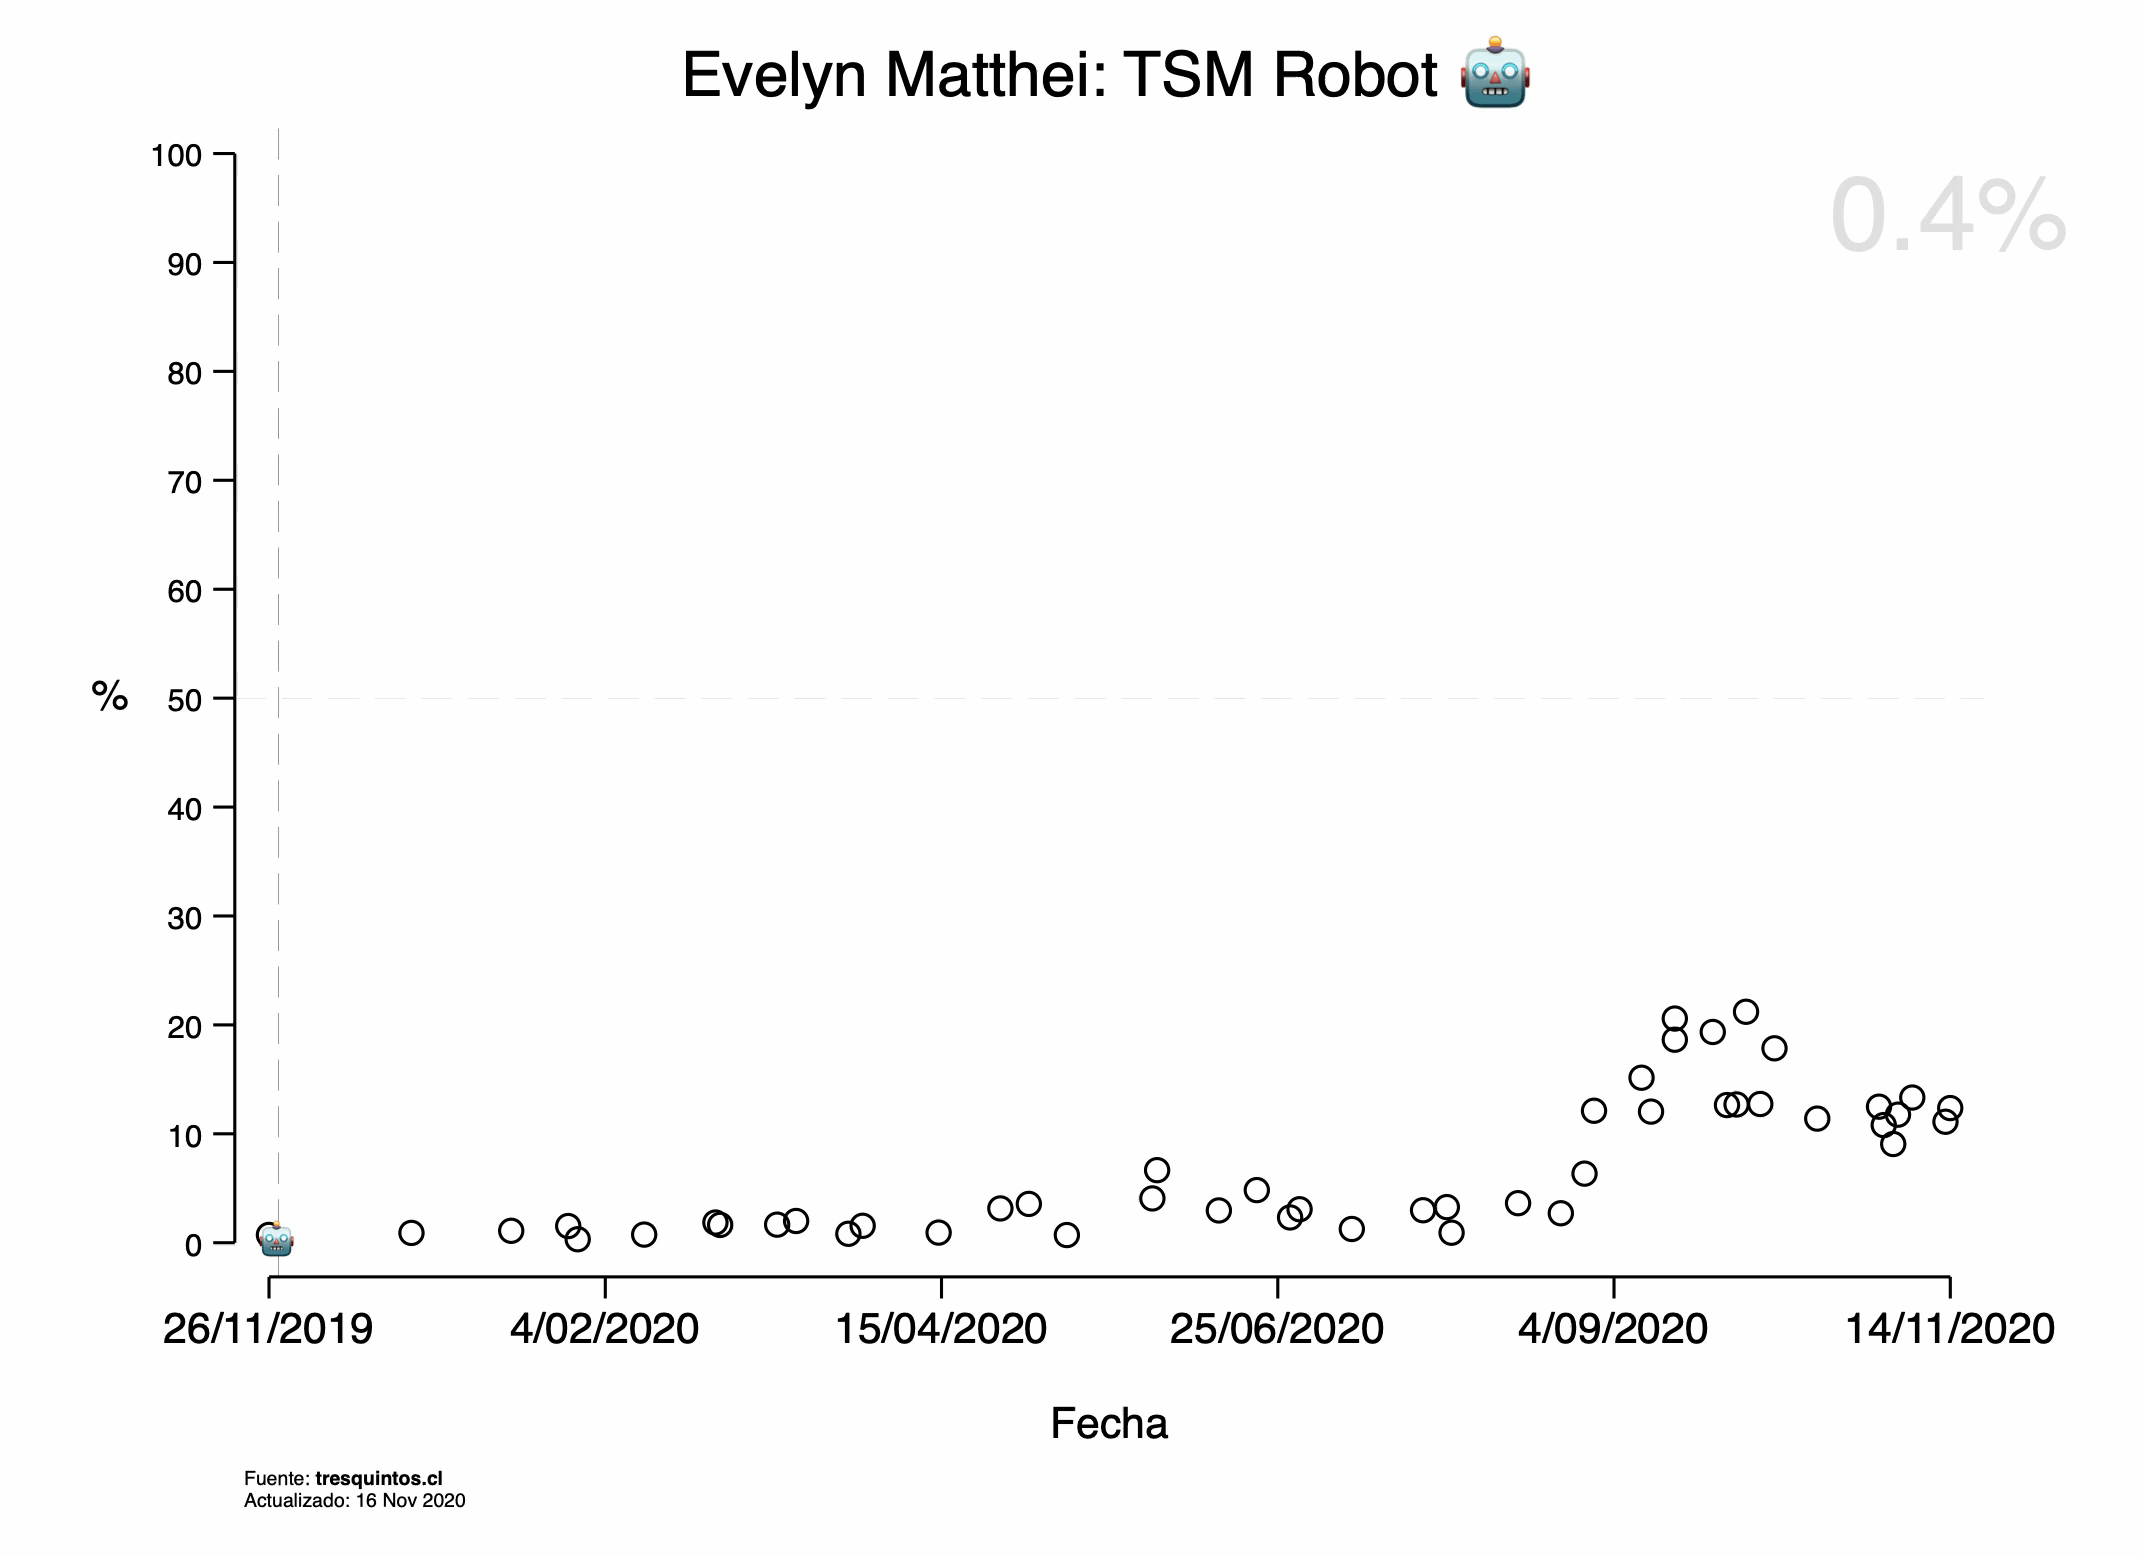 Evelyn Matthei: TSM Robot 🤖
0.4%
100
90
80
70
60
50
40
30
20
10
0
%
26/11/2019 4/02/2020 15/04/2020 25/06/2020 4/09/2020 14/11/2020
Fecha
Fuente: tresquintos.cl
Actualizado: 16 Nov 2020